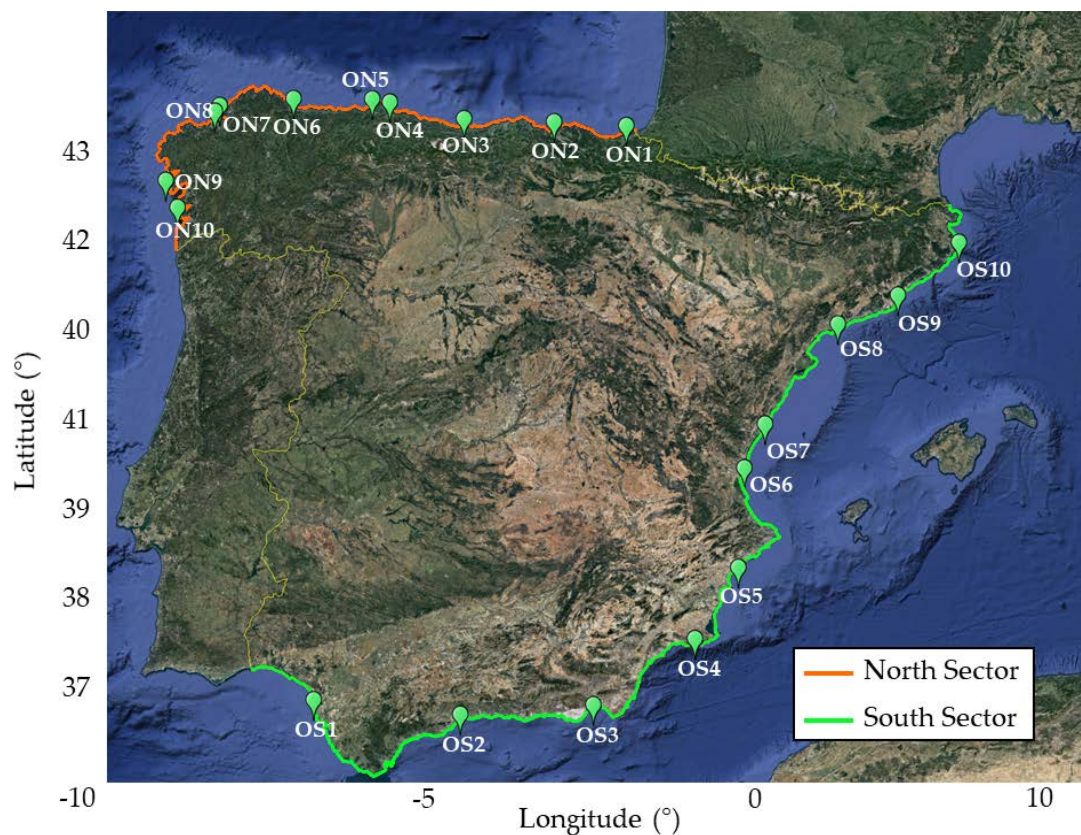 ON5
ON8
ON7
ON6
ON4
ON3
ON2
ON1
43
ON9
ON10
42
OS10
OS9
40
OS8
41
OS7
OS6
39
OS5
38
OS4
37
OS1
OS2
OS3
North Sector
South Sector
Latitude (°)
-10
-5
0
10
Longitude (°)